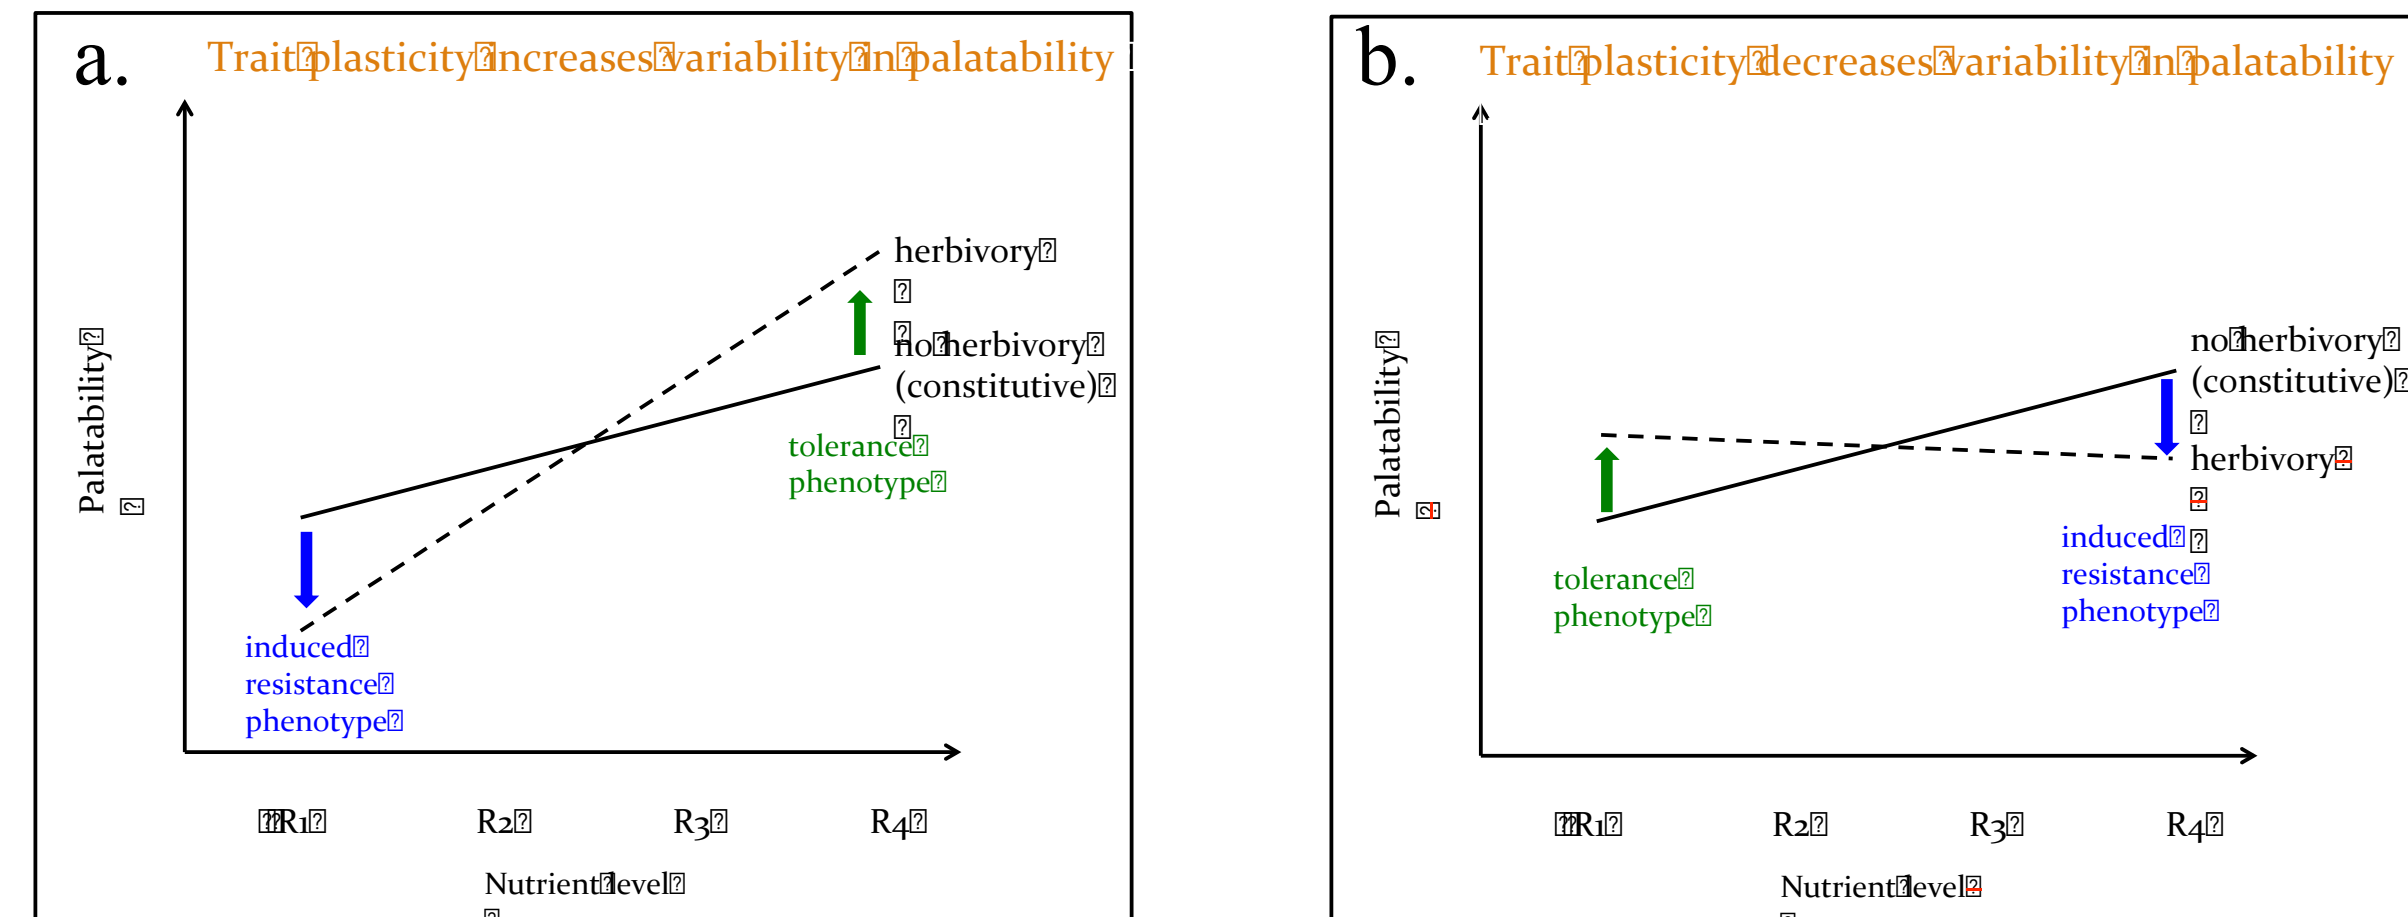 a.
Trait plasticity increases variability in palatability
Palatability
herbivory
no herbivory
(constitutive)
tolerance
phenotype
induced
resistance
phenotype
R1 R2 R3 R4
Nutrient level
b.
Trait plasticity decreases variability in palatability
Palatability
no herbivory
(constitutive)
herbivory
induced
resistance
phenotype
tolerance
phenotype
R1 R2 R3 R4
Nutrient level